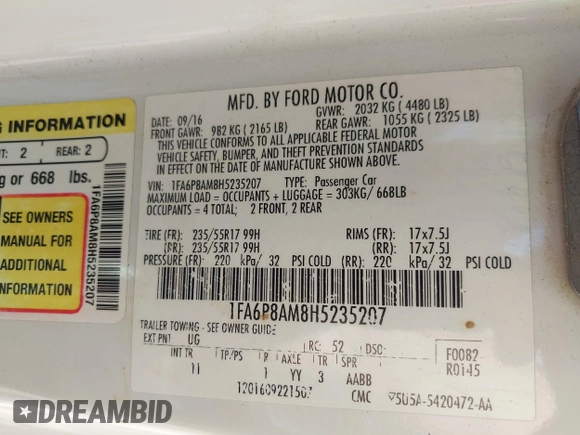 G INFORMATION
NT: 2 REAR: 2
g or 668 lbs.
SEE OWNERS
MANUAL FOR
ADDITIONAL
INFORMATION
1FA6P8AM8H5235207
MFD. BY FORD MOTOR CO.
DATE: 09/16 GVWR: 2032 KG ( 4480 LB)
FRONT GAWR: 982 KG ( 2165 LB) REAR GAWR: 1055 KG ( 2325 LB)
THIS VEHICLE CONFORMS TO ALL APPLICABLE FEDERAL MOTOR
VEHICLE SAFETY, BUMPER, AND THEFT PREVENTION STANDARDS
IN EFFECT ON THE DATE OF MANUFACTURE SHOWN ABOVE.
VIN: 1FA6P8AM8H5235207 TYPE: Passenger Car
MAXIMUM LOAD = OCCUPANTS + LUGGAGE = 303KG/ 668LB
OCCUPANTS = 4 TOTAL; 2 FRONT, 2 REAR
TIRE (FR): 235/55R17 99H RIMS (FR): 17x7.5J
(RR): 235/55R17 99H (RR): 17x7.5J
PRESSURE (FR): 220 kPa/ 32 PSI COLD (RR): 220 kPa/ 32 PSI COLD
1FA6P8AM8H5235207
TRAILER TOWING - SEE OWNER GUIDE
EXT PNT UG RC: 52 DSO: F0082
INT TR TP/PS R AXLE TR SPR R0145
11 1 YY 3 AABB
CMC 5U5A-5420472-AA
DREAMBID